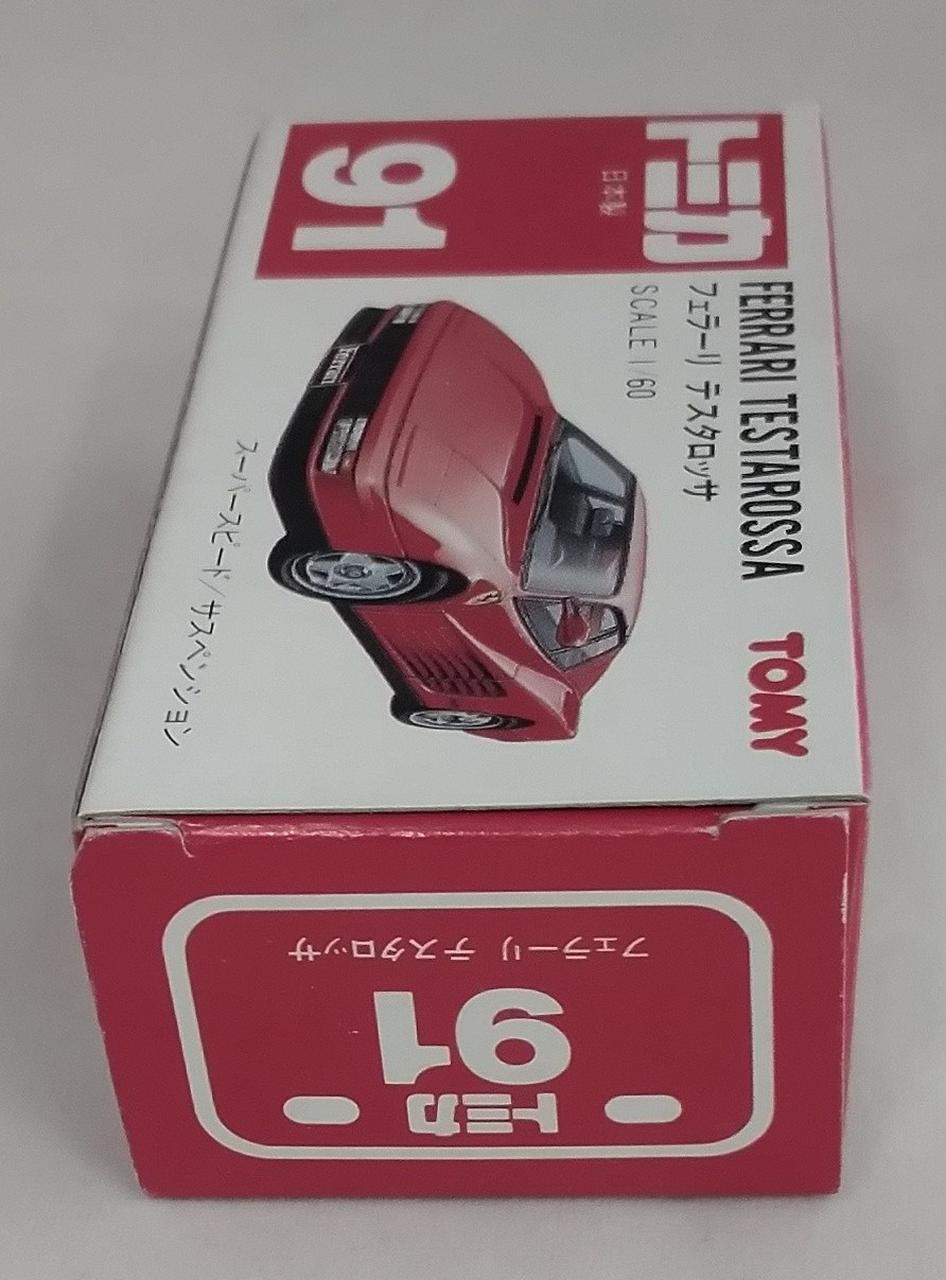 91
トミカ
日本製
FERRARI TESTAROSSA
フェラーリ テスタロッサ
SCALE 1/60
TOMY
スーパースピード/サスペンション
トミカ
91
フェラーリ テスタロッサ